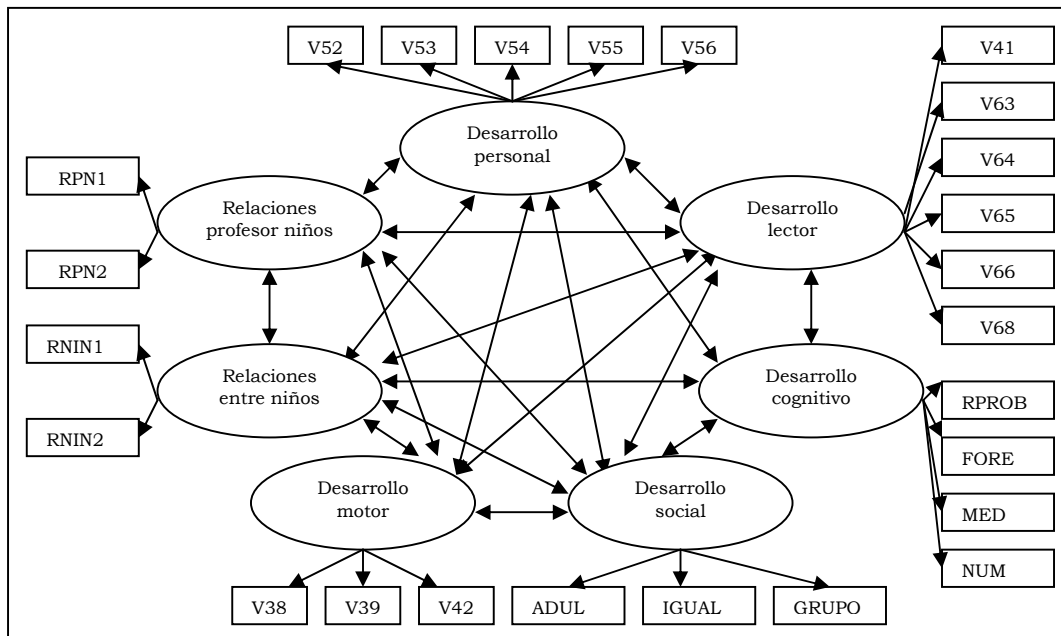 V52
V53
V54
V55
V56
V41
V63
V64
V65
V66
V68
Desarrollo
personal
RPN1
RPN2
Relaciones
profesor niños
Desarrollo
lector
RNIN1
RNIN2
Relaciones
entre niños
Desarrollo
cognitivo
RPROB
FORE
MED
NUM
Desarrollo
motor
Desarrollo
social
V38
V39
V42
ADUL
IGUAL
GRUPO